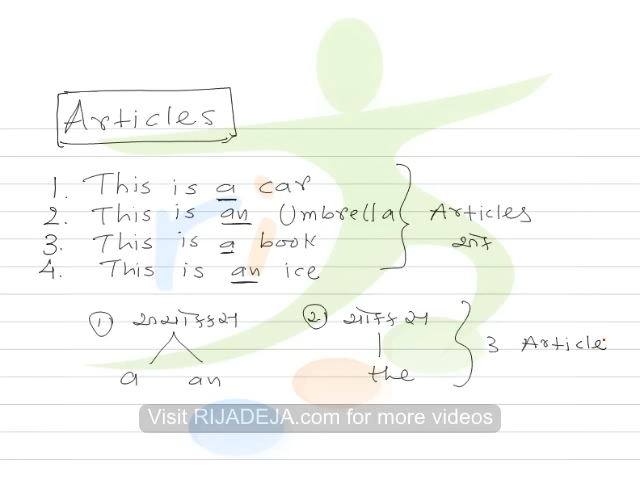 Articles
1. This is a car
2. This is an Umbrella
3. This is a book
4. This is an ice
Articles
① a an
② the
3 Article
Visit RIJADEJA.com for more videos